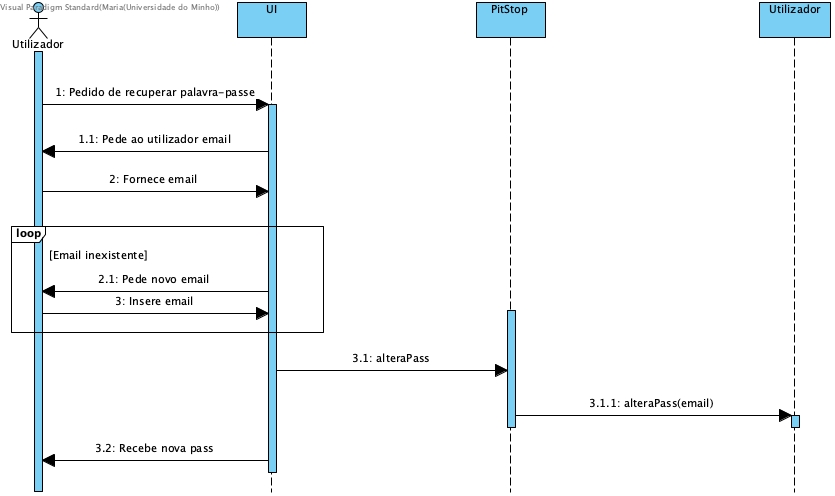 Visual Paradigm Standard(Maria(Universidade do Minho))
Utilizador
UI
PitStop
Utilizador
1: Pedido de recuperar palavra-passe
1.1: Pede ao utilizador email
2: Fornece email
loop
[Email inexistente]
2.1: Pede novo email
3: Insere email
3.1: alteraPass
3.1.1: alteraPass(email)
3.2: Recebe nova pass